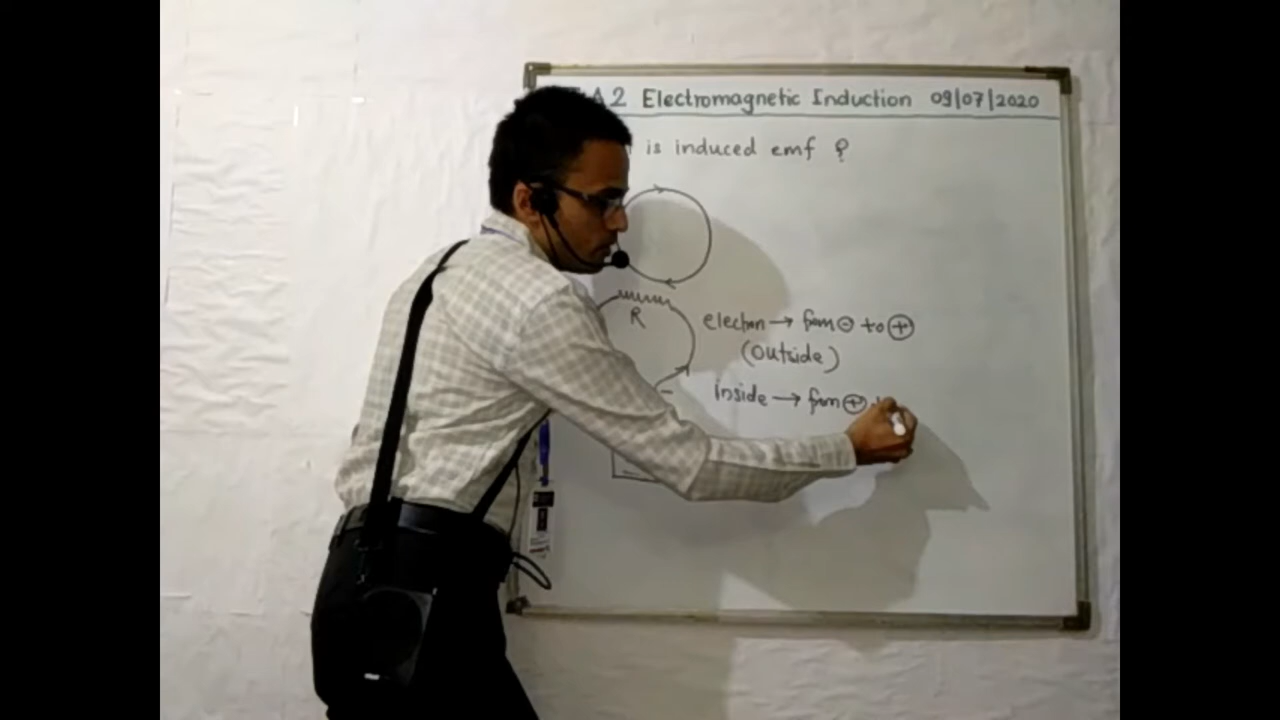 A2 Electromagnetic Induction 09/07/2020
is induced emf ?
R
electron → from ⊖ to ⊕
(Outside)
−
inside → from ⊕